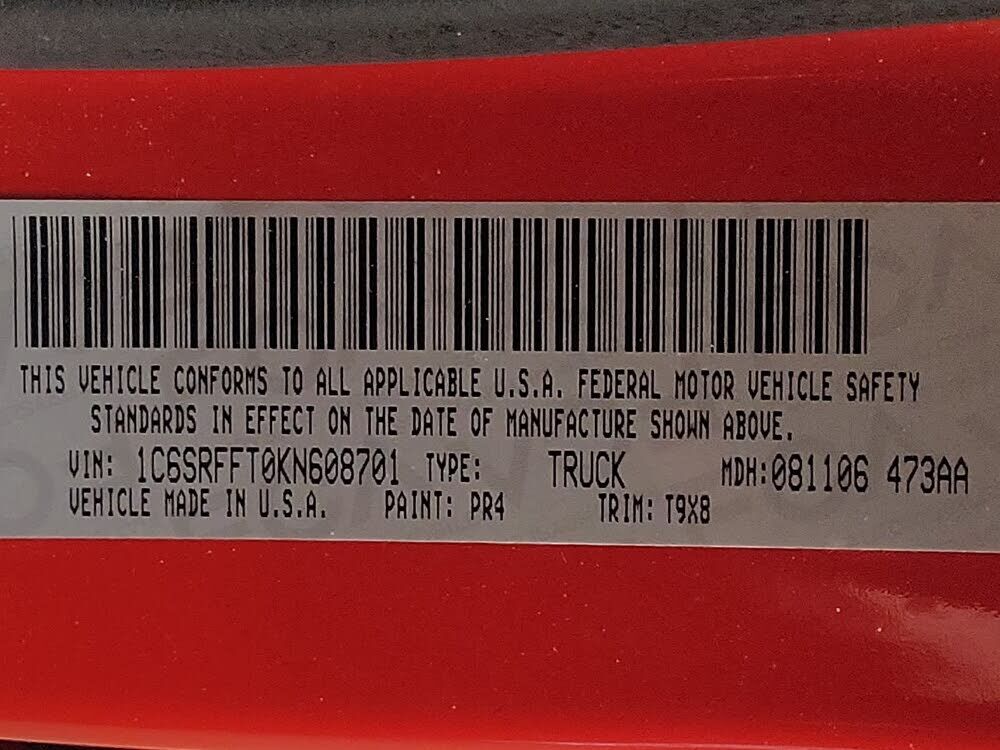 THIS VEHICLE CONFORMS TO ALL APPLICABLE U.S.A. FEDERAL MOTOR VEHICLE SAFETY
STANDARDS IN EFFECT ON THE DATE OF MANUFACTURE SHOWN ABOVE.
VIN: 1C6SRFFT0KN608701 TYPE: TRUCK MDH:081106 473AA
VEHICLE MADE IN U.S.A. PAINT: PR4 TRIM: T9X8